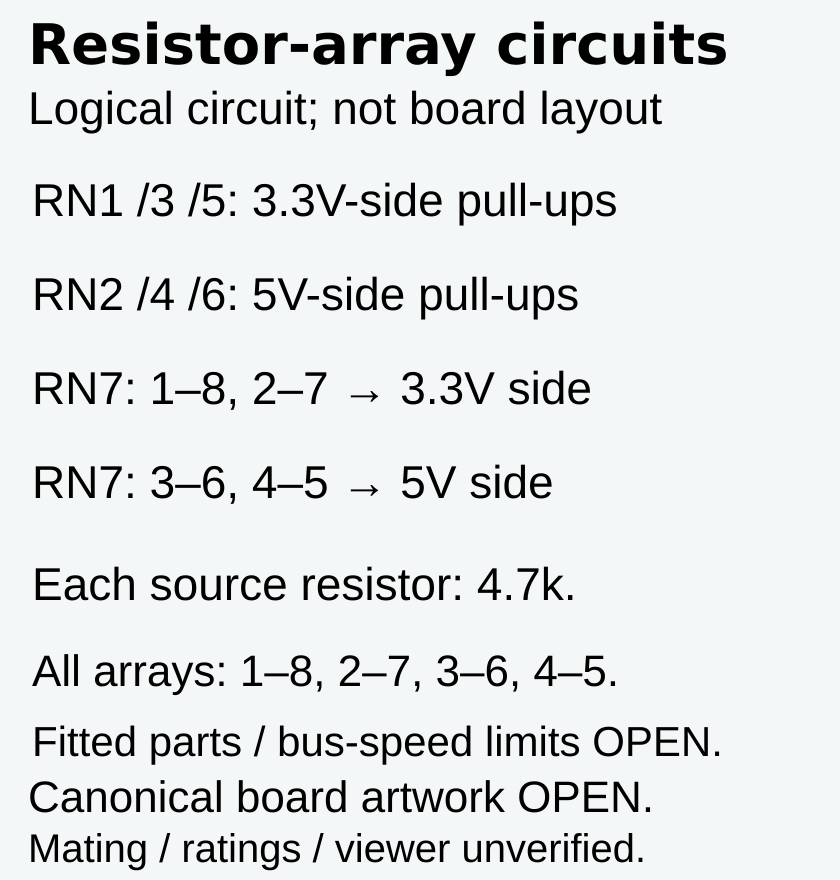 Resistor-array circuits
Logical circuit; not board layout
RN1 /3 /5: 3.3V-side pull-ups
RN2 /4 /6: 5V-side pull-ups
RN7: 1–8, 2–7 → 3.3V side
RN7: 3–6, 4–5 → 5V side
Each source resistor: 4.7k.
All arrays: 1–8, 2–7, 3–6, 4–5.
Fitted parts / bus-speed limits OPEN.
Canonical board artwork OPEN.
Mating / ratings / viewer unverified.